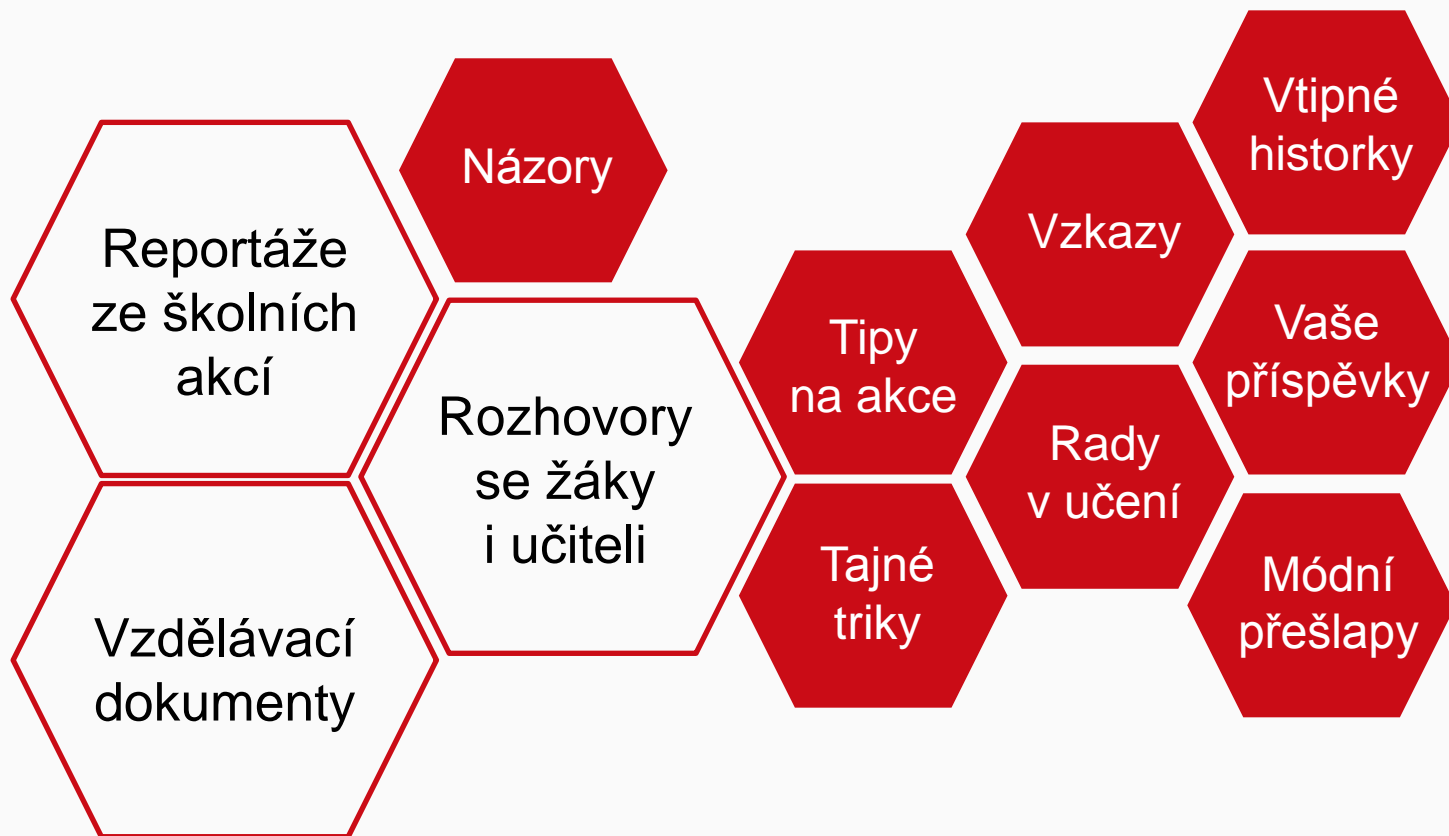 Reportáže
ze školních
akcí
Názory
Vzdělávací
dokumenty
Rozhovory
se žáky
i učiteli
Tipy
na akce
Tajné
triky
Vzkazy
Rady
v učení
Vtipné
historky
Vaše
příspěvky
Módní
přešlapy